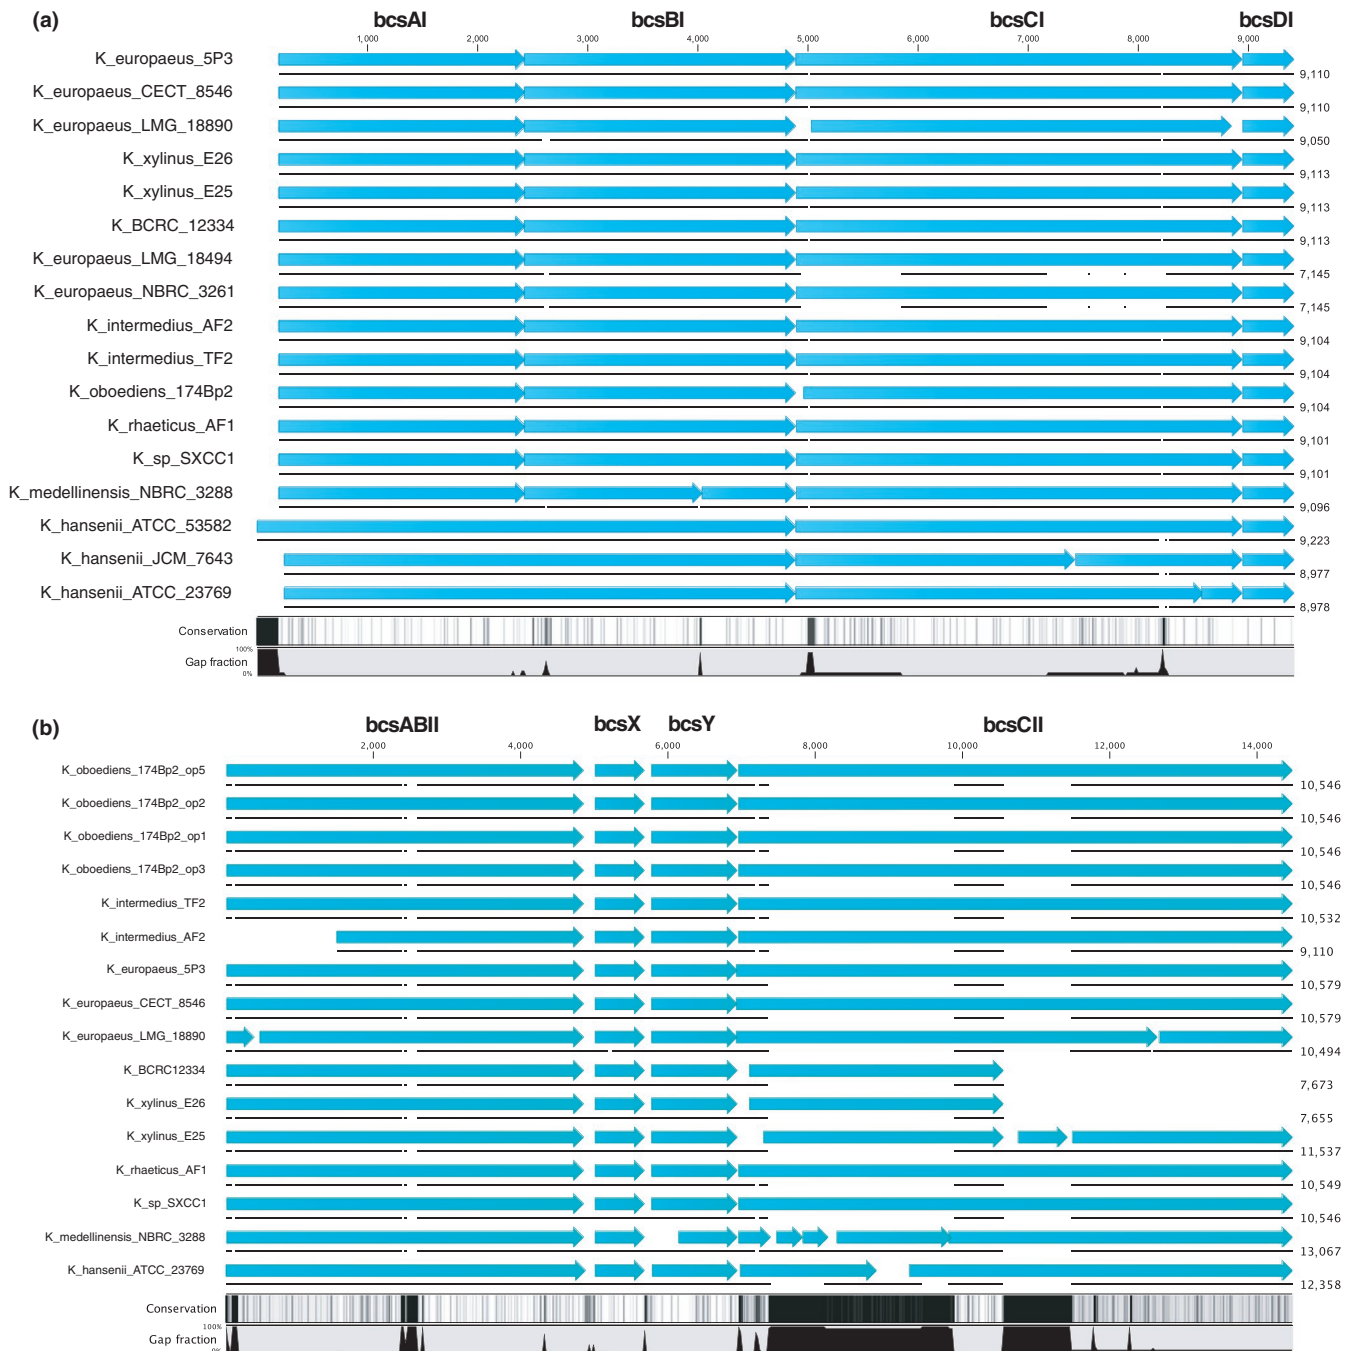 (a) bcsAI bcsBI bcsCI bcsDI
1,000 2,000 3,000 4,000 5,000 6,000 7,000 8,000 9,000
K_europaeus_5P3 9,110
K_europaeus_CECT_8546 9,110
K_europaeus_LMG_18890 9,050
K_xylinus_E26 9,113
K_xylinus_E25 9,113
K_BCRC_12334 9,113
K_europaeus_LMG_18494 7,145
K_europaeus_NBRC_3261 7,145
K_intermedius_AF2 9,104
K_intermedius_TF2 9,104
K_oboediens_174Bp2 9,104
K_rhaeticus_AF1 9,101
K_sp_SXCC1 9,101
K_medellinensis_NBRC_3288 9,096
K_hansenii_ATCC_53582 9,223
K_hansenii_JCM_7643 8,977
K_hansenii_ATCC_23769 8,978
Conservation
100%
Gap fraction
0%
(b) bcsABII bcsX bcsY bcsCII
2,000 4,000 6,000 8,000 10,000 12,000 14,000
K_oboediens_174Bp2_op5 10,546
K_oboediens_174Bp2_op2 10,546
K_oboediens_174Bp2_op1 10,546
K_oboediens_174Bp2_op3 10,546
K_intermedius_TF2 10,532
K_intermedius_AF2 9,110
K_europaeus_5P3 10,579
K_europaeus_CECT_8546 10,579
K_europaeus_LMG_18890 10,494
K_BCRC12334 7,673
K_xylinus_E26 7,655
K_xylinus_E25 11,537
K_rhaeticus_AF1 10,549
K_sp_SXCC1 10,546
K_medellinensis_NBRC_3288 13,067
K_hansenii_ATCC_23769 12,358
Conservation
100%
Gap fraction
0%